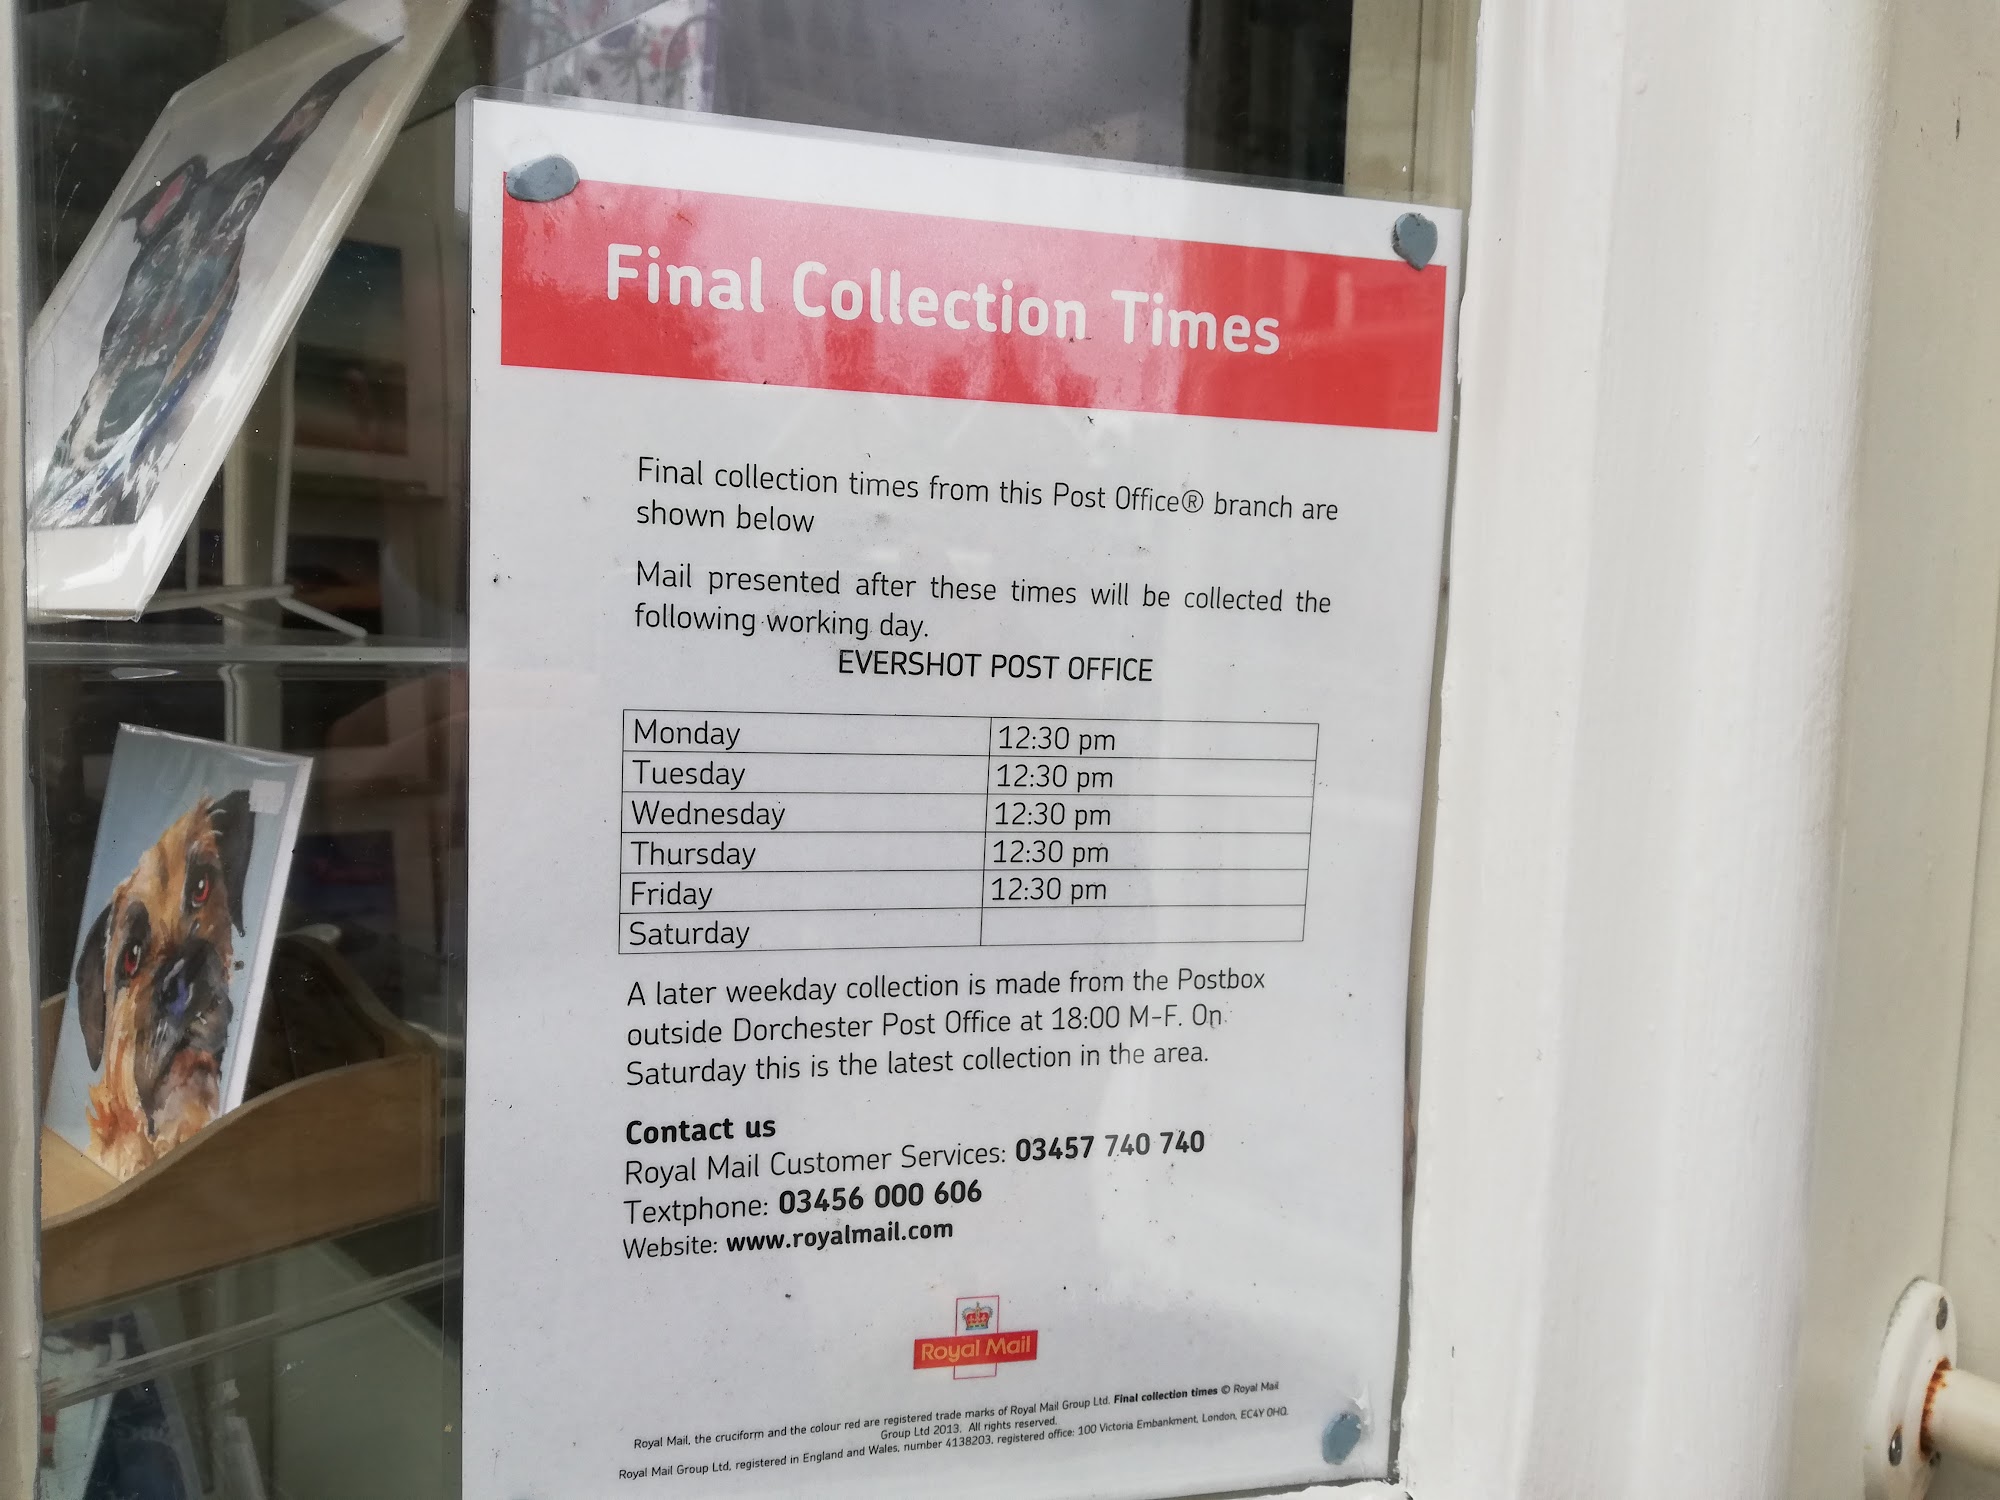 Final Collection Times
Final collection times from this Post Office® branch are
shown below
Mail presented after these times will be collected the
following working day.
EVERSHOT POST OFFICE
Monday 12:30 pm
Tuesday 12:30 pm
Wednesday 12:30 pm
Thursday 12:30 pm
Friday 12:30 pm
Saturday
A later weekday collection is made from the Postbox
outside Dorchester Post Office at 18:00 M-F. On
Saturday this is the latest collection in the area.
Contact us
Royal Mail Customer Services: 03457 740 740
Textphone: 03456 000 606
Website: www.royalmail.com
Royal Mail
Royal Mail, the cruciform and the colour red are registered trade marks of Royal Mail Group Ltd. Final collection times © Royal Mail
Group Ltd 2013. All rights reserved.
Royal Mail Group Ltd, registered in England and Wales, number 4138203, registered office: 100 Victoria Embankment, London, EC4Y 0HQ.